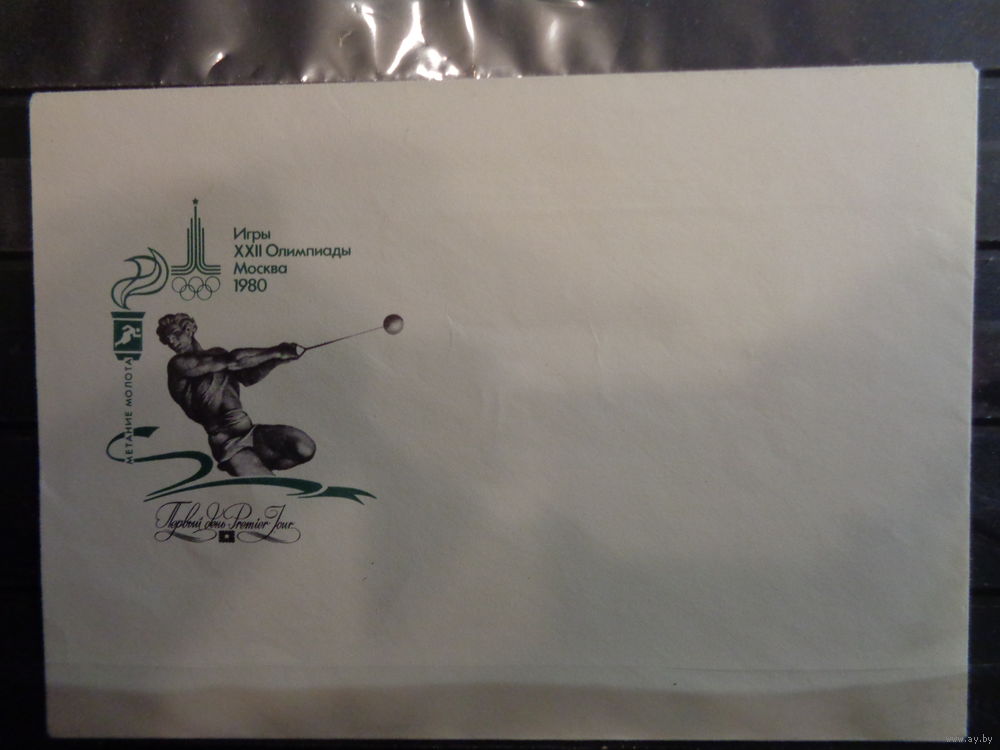 Игры
XXII Олимпиады
Москва
1980
МЕТАНИЕ МОЛОТА
Первый день Premier Jour
www.ay.by